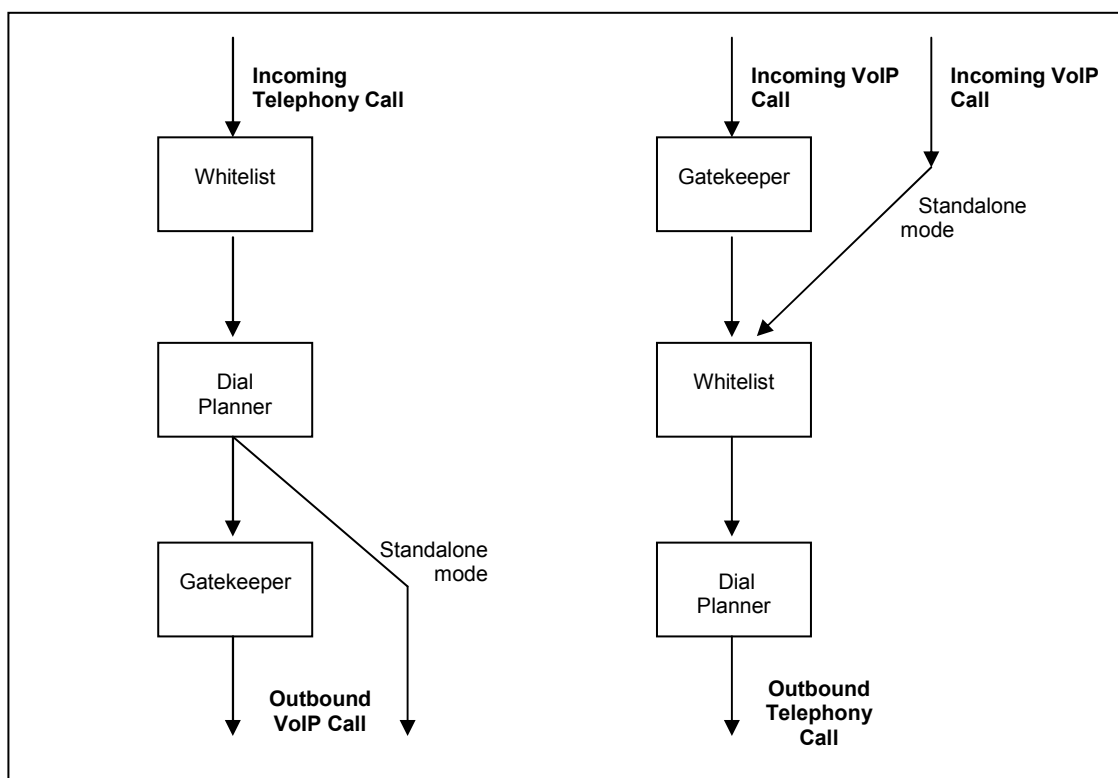 Incoming
Telephony Call
Whitelist
Dial
Planner
Standalone
mode
Gatekeeper
Outbound
VoIP Call
Incoming VoIP
Call
Incoming VoIP
Call
Gatekeeper
Standalone
mode
Whitelist
Dial
Planner
Outbound
Telephony
Call